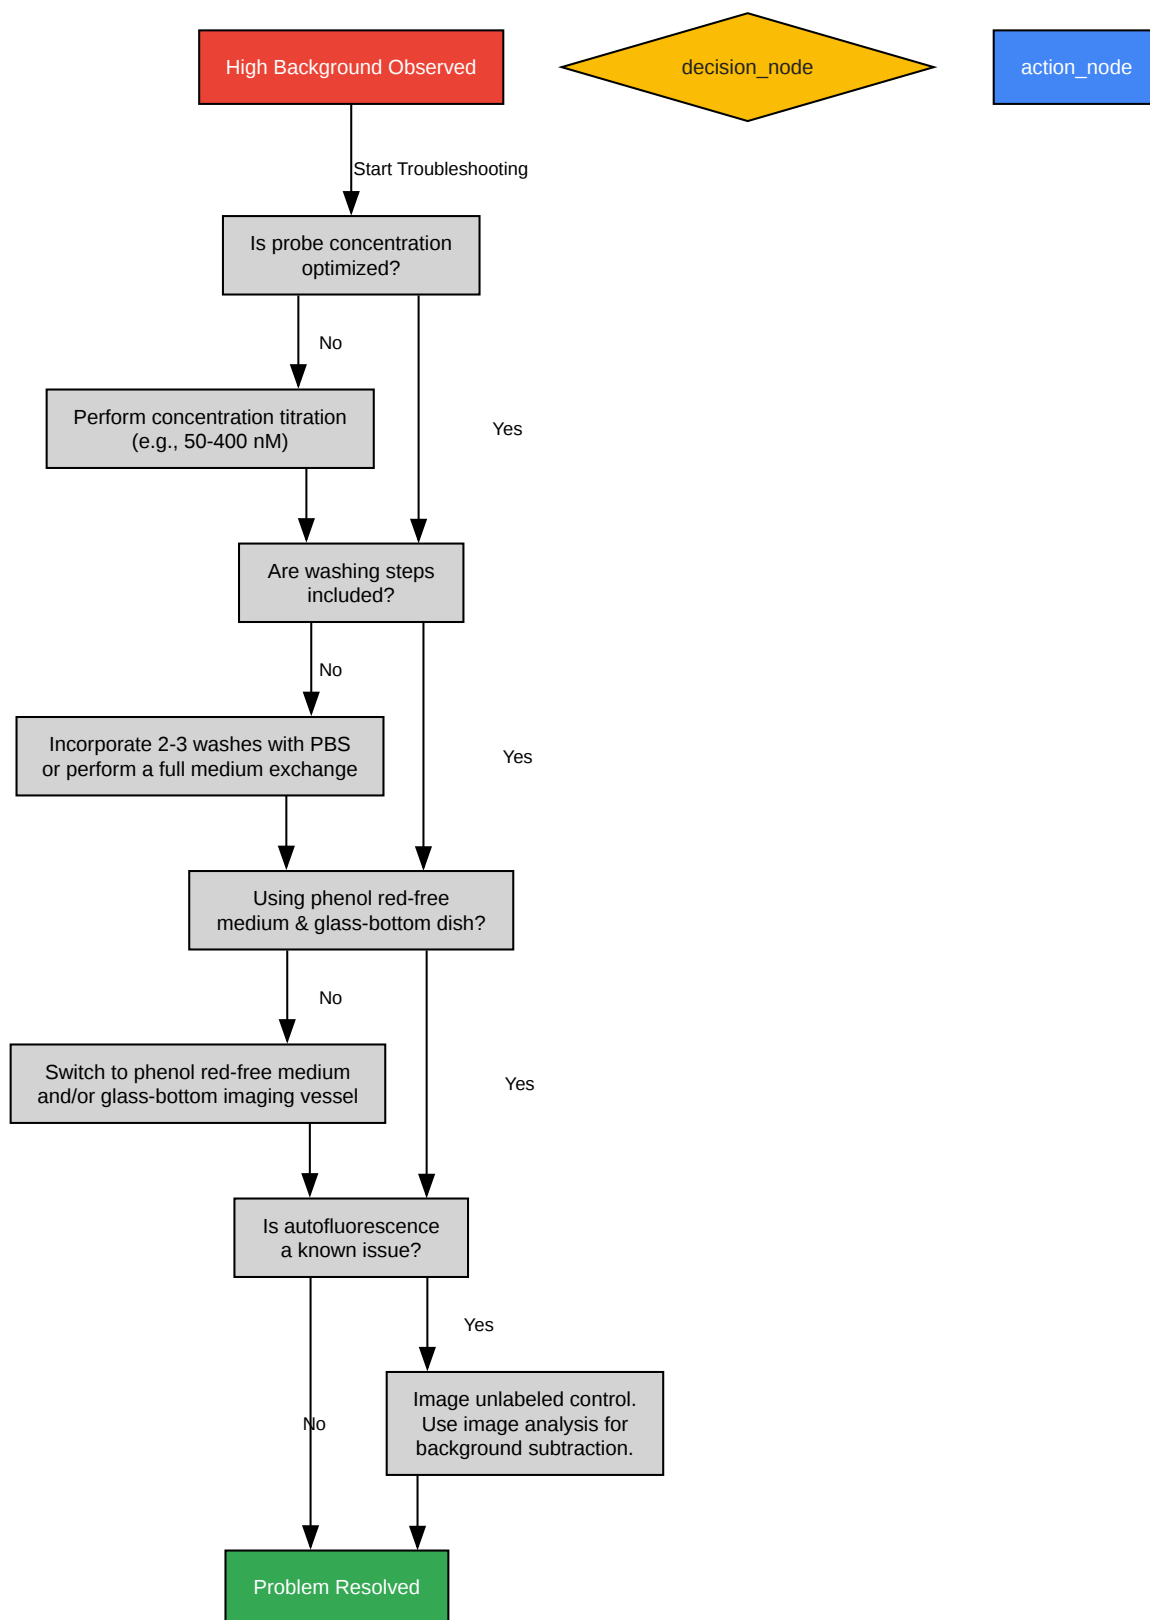 High Background Observed
decision_node
action_node
Start Troubleshooting
Is probe concentration
optimized?
No
Perform concentration titration
(e.g., 50-400 nM)
Yes
Are washing steps
included?
No
Incorporate 2-3 washes with PBS
or perform a full medium exchange
Yes
Using phenol red-free
medium & glass-bottom dish?
No
Switch to phenol red-free medium
and/or glass-bottom imaging vessel
Yes
Is autofluorescence
a known issue?
Yes
Image unlabeled control.
Use image analysis for
background subtraction.
No
Problem Resolved